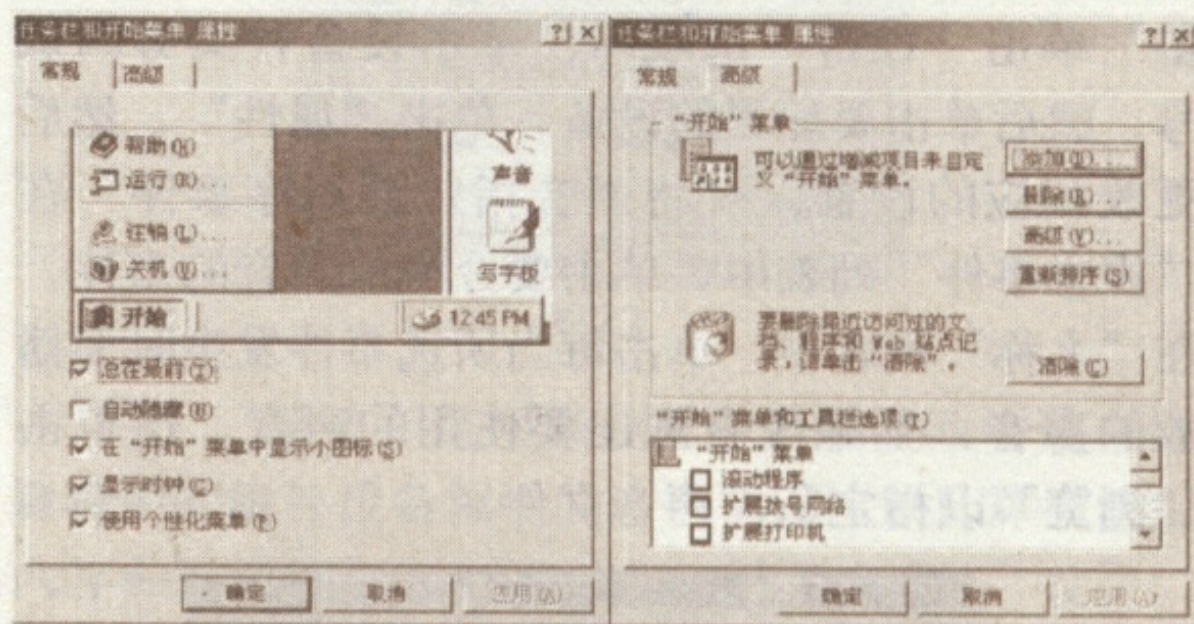 任务栏和开始菜单 属性
常规
高级
帮助(H)
运行(R)...
注销(L)...
关机(U)...
声音
写字板
开始
12:45 PM
总在最前(T)
自动隐藏(U)
在“开始”菜单中显示小图标(S)
显示时钟(C)
使用个性化菜单(P)
确定
取消
应用(A)
任务栏和开始菜单 属性
常规
高级
“开始”菜单
可以通过增减项目来自定
义“开始”菜单。
添加(D)...
删除(R)...
高级(V)...
重新排序(S)
要删除最近访问过的文
档、程序和 Web 站点记
录，请单击“清除”。
清除(C)
“开始”菜单和工具栏选项(T)
“开始”菜单
滚动程序
扩展拨号网络
扩展打印机
确定
取消
应用(A)